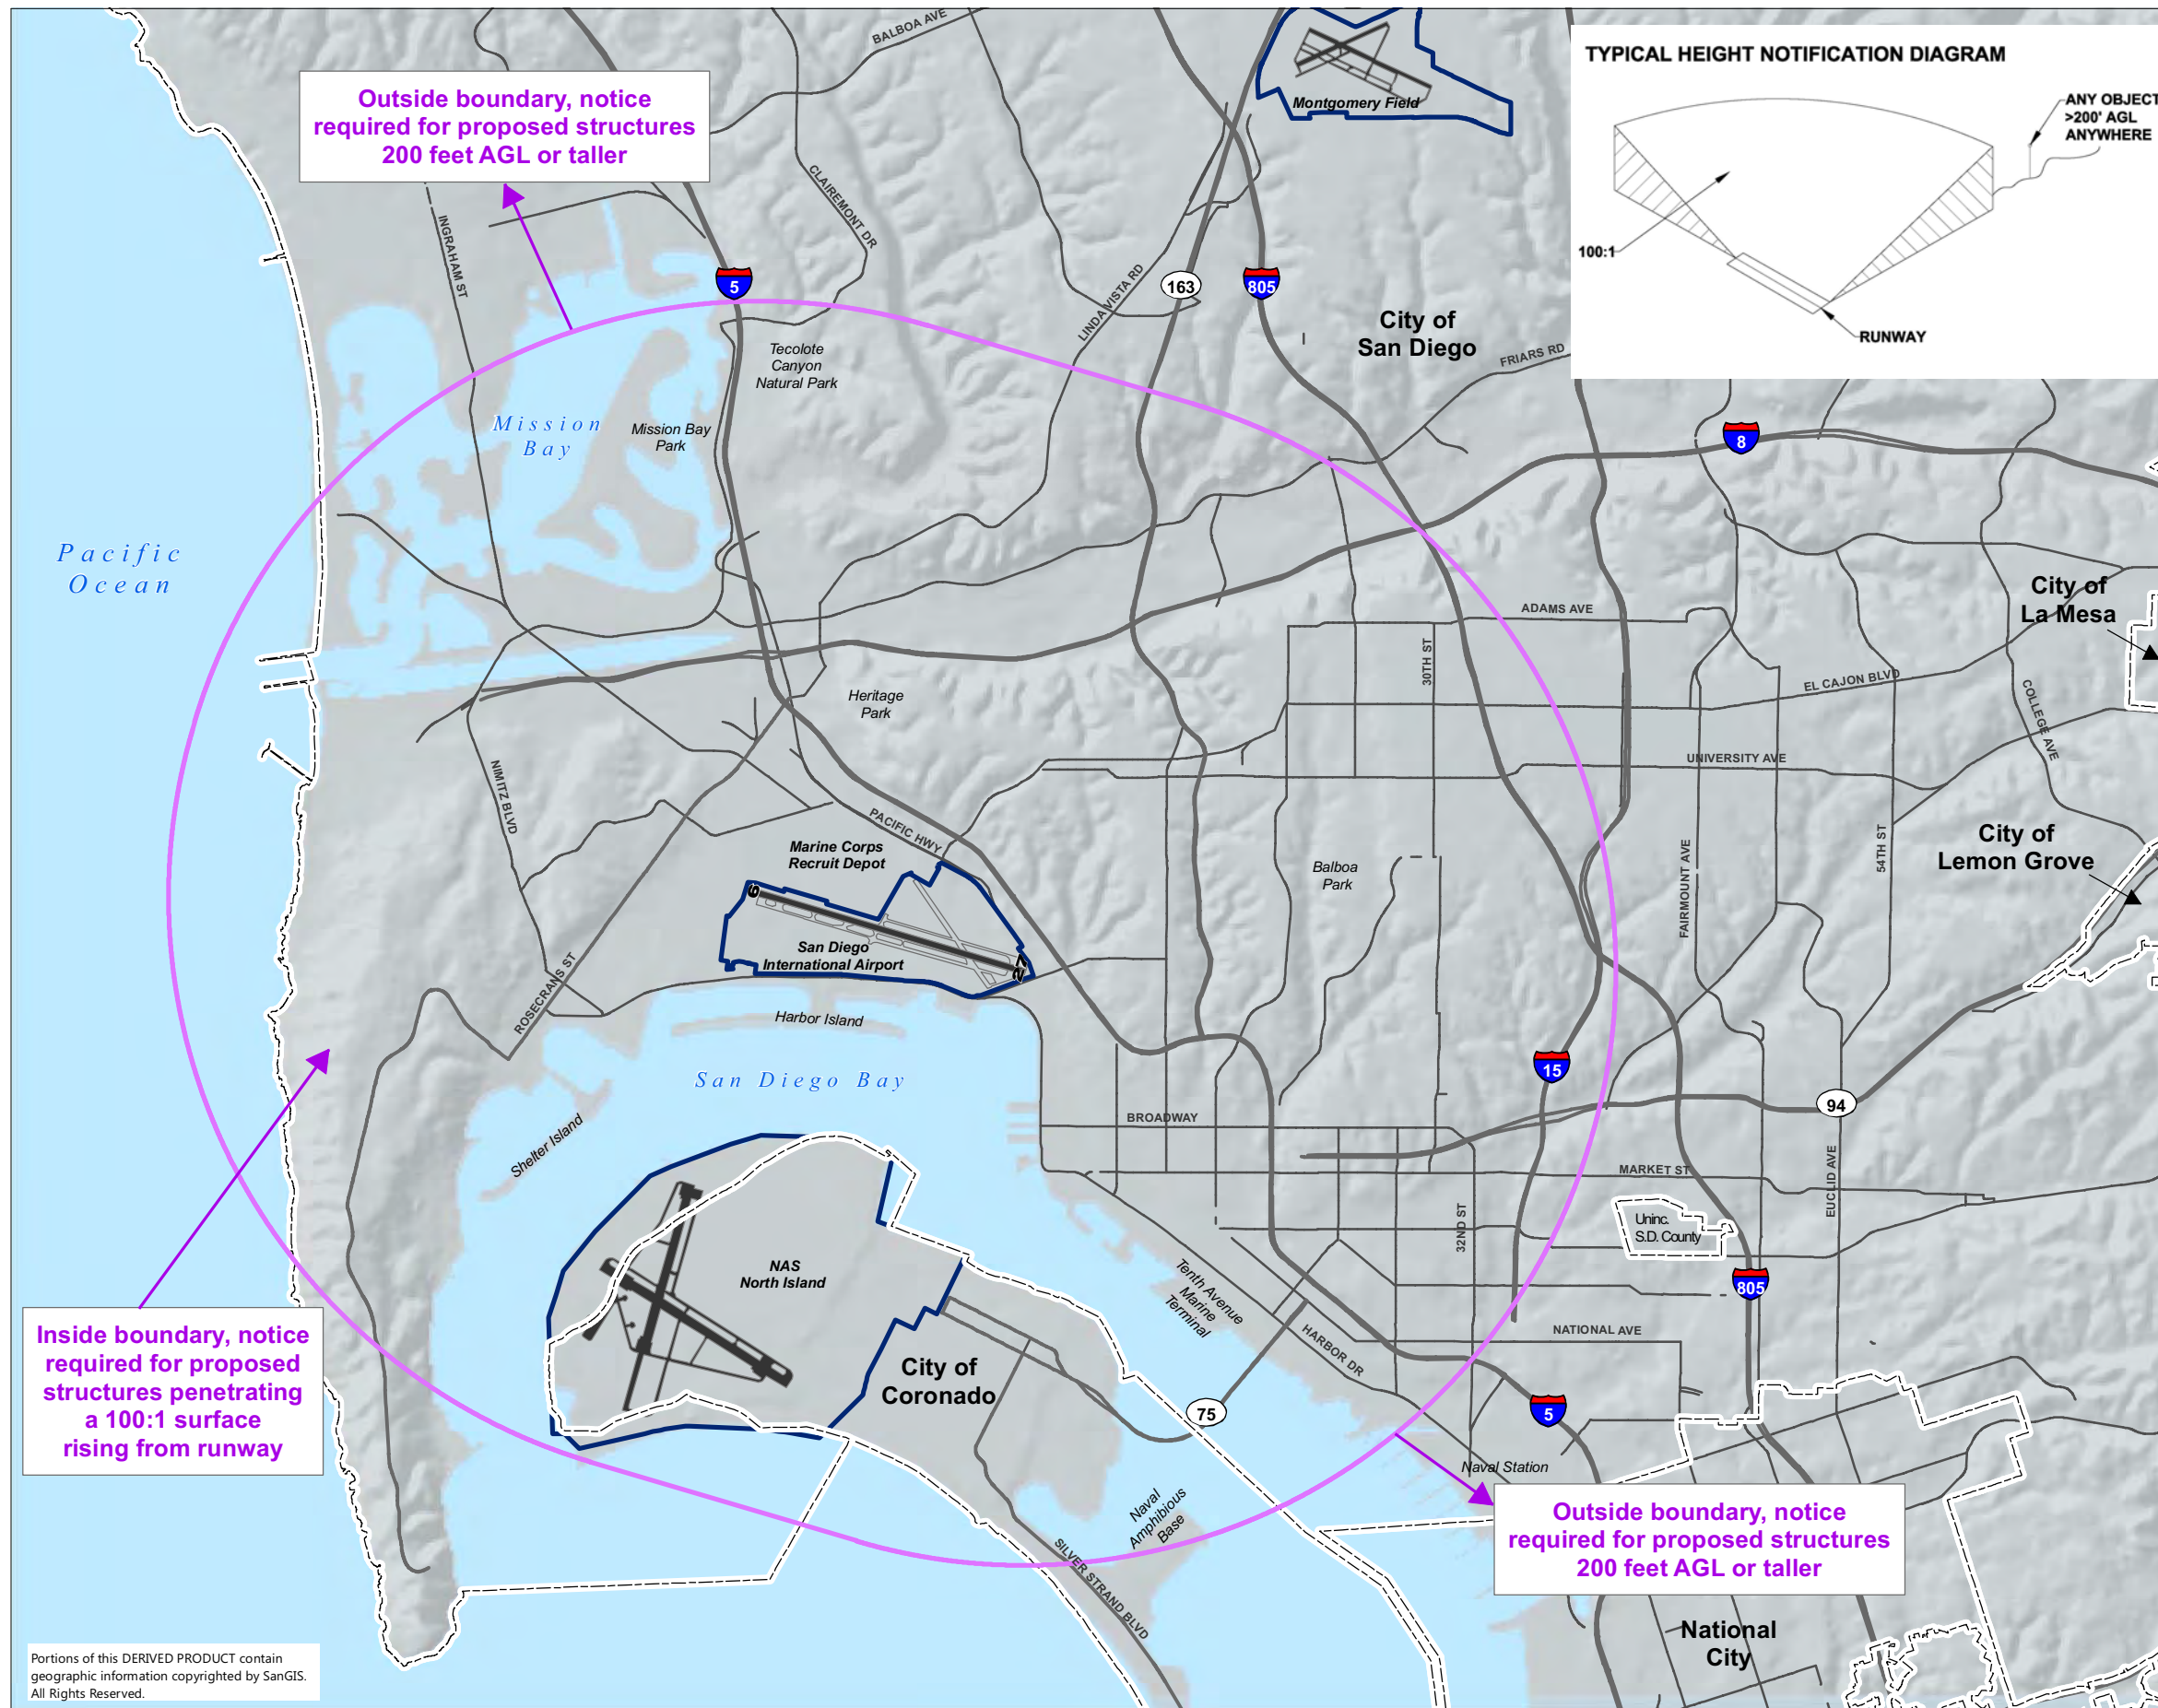 BALBOA AVE
Montgomery Field
TYPICAL HEIGHT NOTIFICATION DIAGRAM
ANY OBJECT
>200' AGL
ANYWHERE
100:1
RUNWAY
Outside boundary, notice
required for proposed structures
200 feet AGL or taller
INGRAHAM ST
CLAIREMONT DR
LINDA VISTA RD
5
163
805
City of
San Diego
FRIARS RD
Tecolote
Canyon
Natural Park
Mission
Bay
Mission Bay
Park
8
Pacific
Ocean
City of
La Mesa
ADAMS AVE
30TH ST
EL CAJON BLVD
COLLEGE AVE
Heritage
Park
UNIVERSITY AVE
NIMITZ BLVD
PACIFIC HWY
Marine Corps
Recruit Depot
9
San Diego
International Airport
27
Balboa
Park
FAIRMOUNT AVE
54TH ST
City of
Lemon Grove
ROSECRANS ST
Harbor Island
San Diego Bay
15
94
BROADWAY
Shelter Island
MARKET ST
EUCLID AVE
32ND ST
Uninc.
S.D. County
NAS
North Island
805
Tenth Avenue
Marine
Terminal
HARBOR DR
NATIONAL AVE
Inside boundary, notice
required for proposed
structures penetrating
a 100:1 surface
rising from runway
City of
Coronado
75
5
Naval Station
Naval
Amphibious
Base
SILVER STRAND BLVD
Outside boundary, notice
required for proposed structures
200 feet AGL or taller
National
City
Portions of this DERIVED PRODUCT contain
geographic information copyrighted by SanGIS.
All Rights Reserved.